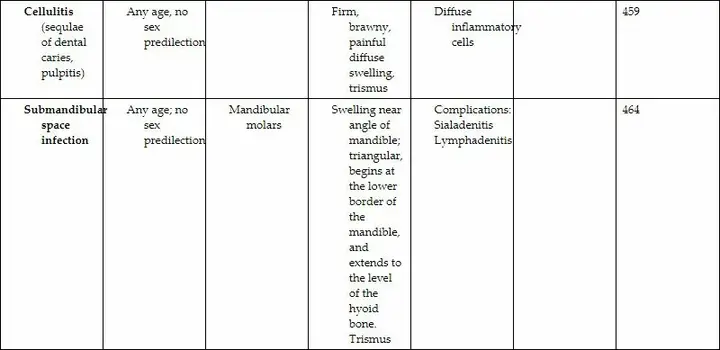 Cellulitis
(sequlae
of dental
caries,
pulpitis)
Any age, no
sex
predilection
Firm,
brawny,
painful
diffuse
swelling,
trismus
Diffuse
inflammatory
cells
459
Submandibular
space
infection
Any age; no
sex
predilection
Mandibular
molars
Swelling near
angle of
mandible;
triangular,
begins at
the lower
border of
the
mandible,
and
extends to
the level
of the
hyoid
bone.
Trismus
Complications:
Sialadenitis
Lymphadenitis
464